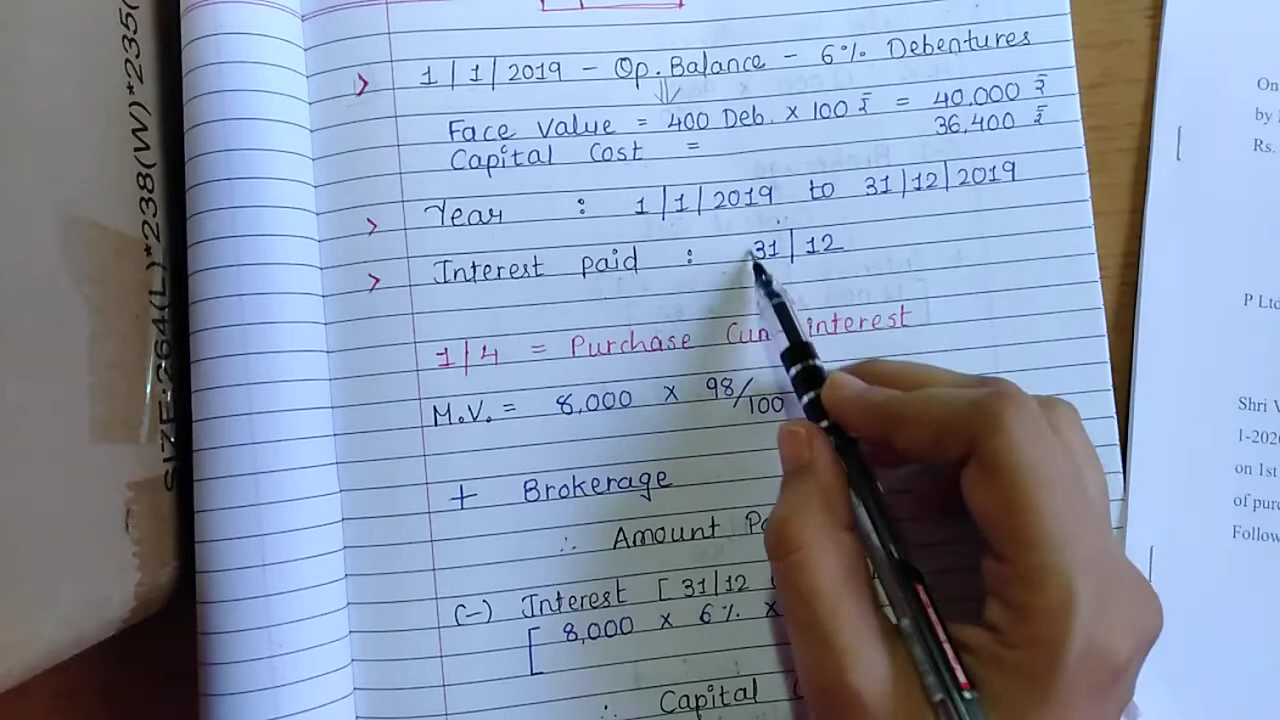 SIZE:264(L)*238(W)*235(
> 1/1/2019 - Op. Balance - 6% Debentures
Face value = 400 Deb. × 100 ₹ = 40,000 ₹
Capital Cost = 36,400 ₹
> Year : 1/1/2019 to 31/12/2019
> Interest paid : 31/12
1/4 = Purchase Cum interest
M.V. = 8,000 × 98/100
+ Brokerage
∴ Amount
(-) Interest [ 31/12
[ 8,000 × 6% ×
∴ Capital
On
by
Rs.
P Ltd
Shri V
1-202
on 1st
of pur
Follow